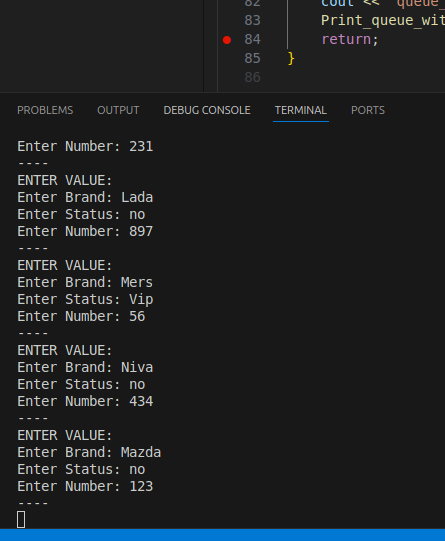 82 cout << "queue_
83 Print_queue_wit
84 return;
85 }
86
PROBLEMS OUTPUT DEBUG CONSOLE TERMINAL PORTS
Enter Number: 231
----
ENTER VALUE:
Enter Brand: Lada
Enter Status: no
Enter Number: 897
----
ENTER VALUE:
Enter Brand: Mers
Enter Status: Vip
Enter Number: 56
----
ENTER VALUE:
Enter Brand: Niva
Enter Status: no
Enter Number: 434
----
ENTER VALUE:
Enter Brand: Mazda
Enter Status: no
Enter Number: 123
----